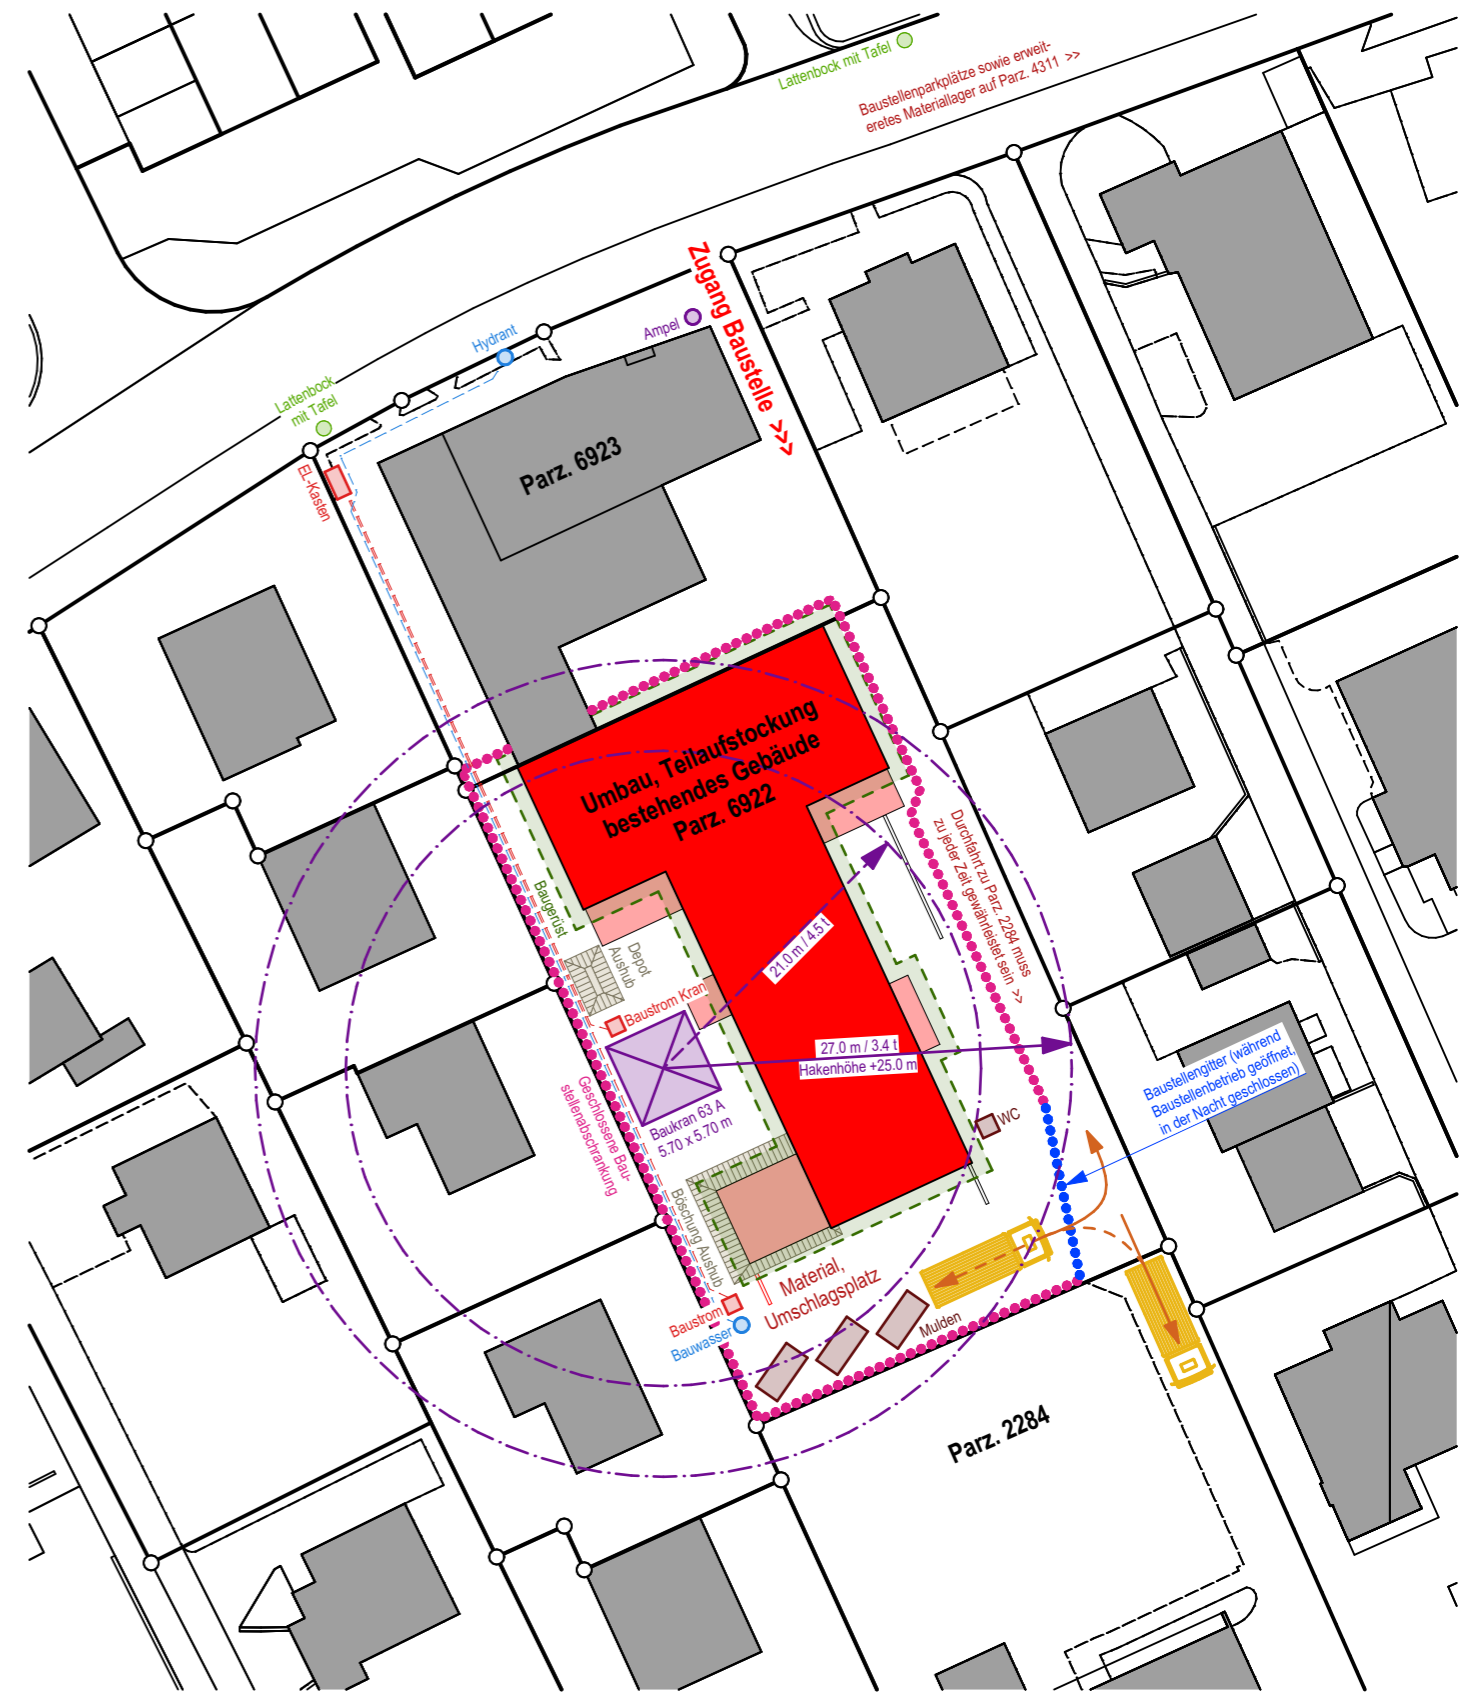 Lattenbock mit Tafel
Baustellenparkplätze sowie erweit-
eretes Materiallager auf Parz. 4311 >>
Zugang Baustelle >>>
Ampel
Hydrant
Lattenbock
mit Tafel
EL-Kasten
Parz. 6923
Umbau, Teilaufstockung
bestehendes Gebäude
Parz. 6922
Durchfahrt zu Parz. 2284 muss
zu jeder Zeit gewährleistet sein >>
Baugerüst
Depot
Aushub
Baustrom Kran
21.0 m / 4.5 t
27.0 m / 3.4 t
Hakenhöhe +25.0 m
Baustellengitter (während
Baustellenbetrieb geöffnet,
in der Nacht geschlossen)
Geschlossene Bau-
stellenabschrankung
Baukran 63 A
5.70 x 5.70 m
WC
Böschung Aushub
Material,
Umschlagsplatz
Baustrom
Bauwasser
Mulden
Parz. 2284